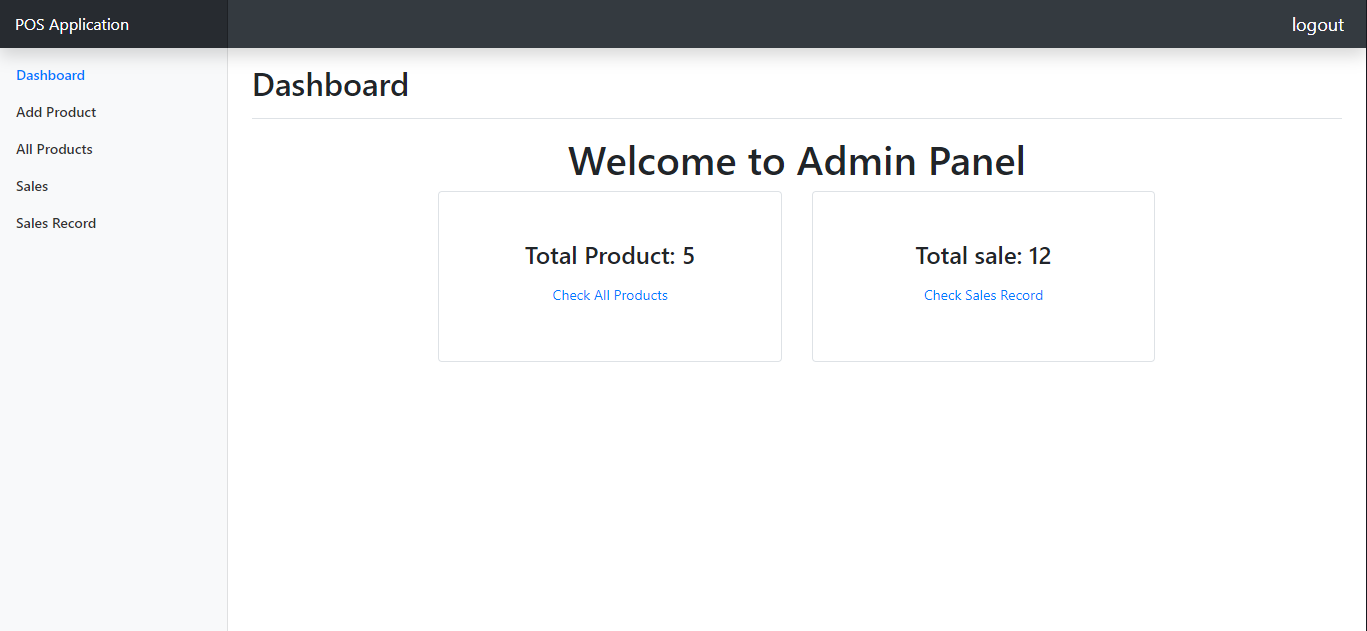 POS Application
logout
Dashboard
Add Product
All Products
Sales
Sales Record
Dashboard
Welcome to Admin Panel
Total Product: 5
Check All Products
Total sale: 12
Check Sales Record